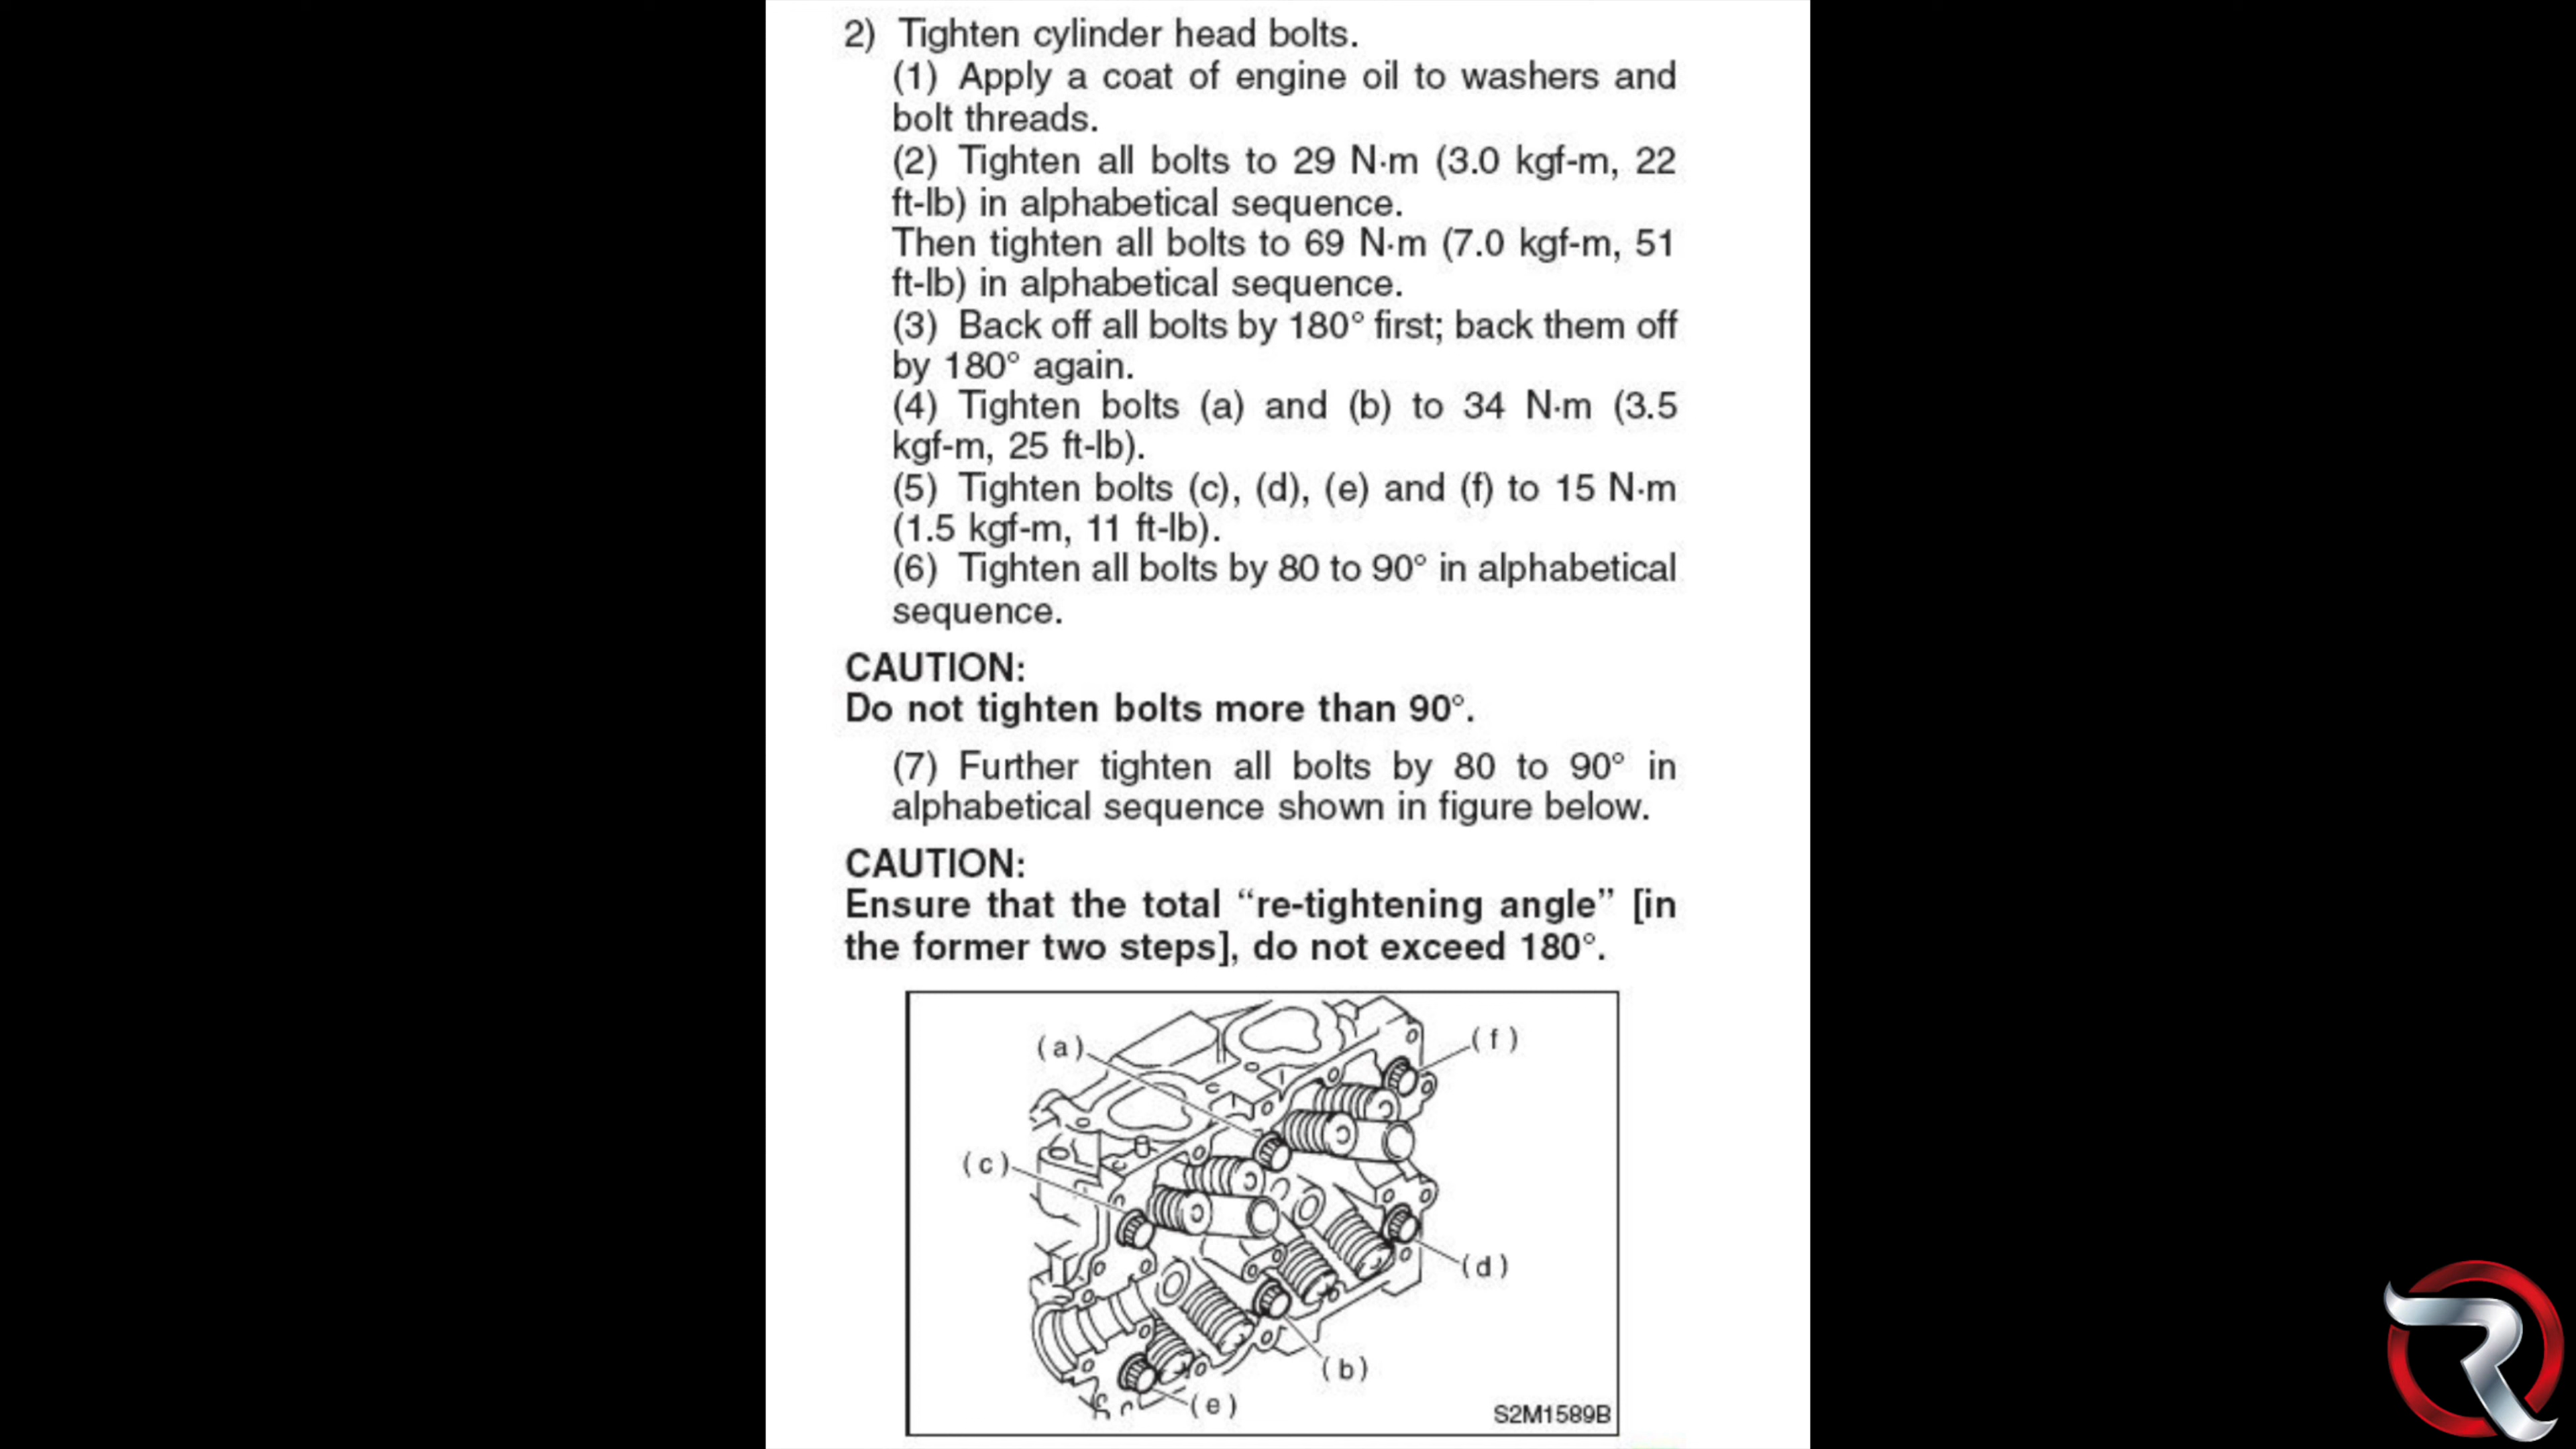 2) Tighten cylinder head bolts.
(1) Apply a coat of engine oil to washers and
bolt threads.
(2) Tighten all bolts to 29 N·m (3.0 kgf-m, 22
ft-lb) in alphabetical sequence.
Then tighten all bolts to 69 N·m (7.0 kgf-m, 51
ft-lb) in alphabetical sequence.
(3) Back off all bolts by 180° first; back them off
by 180° again.
(4) Tighten bolts (a) and (b) to 34 N·m (3.5
kgf-m, 25 ft-lb).
(5) Tighten bolts (c), (d), (e) and (f) to 15 N·m
(1.5 kgf-m, 11 ft-lb).
(6) Tighten all bolts by 80 to 90° in alphabetical
sequence.
CAUTION:
Do not tighten bolts more than 90°.
(7) Further tighten all bolts by 80 to 90° in
alphabetical sequence shown in figure below.
CAUTION:
Ensure that the total “re-tightening angle” [in
the former two steps], do not exceed 180°.
(a)
(f)
(c)
(d)
(b)
(e)
S2M1589B
R